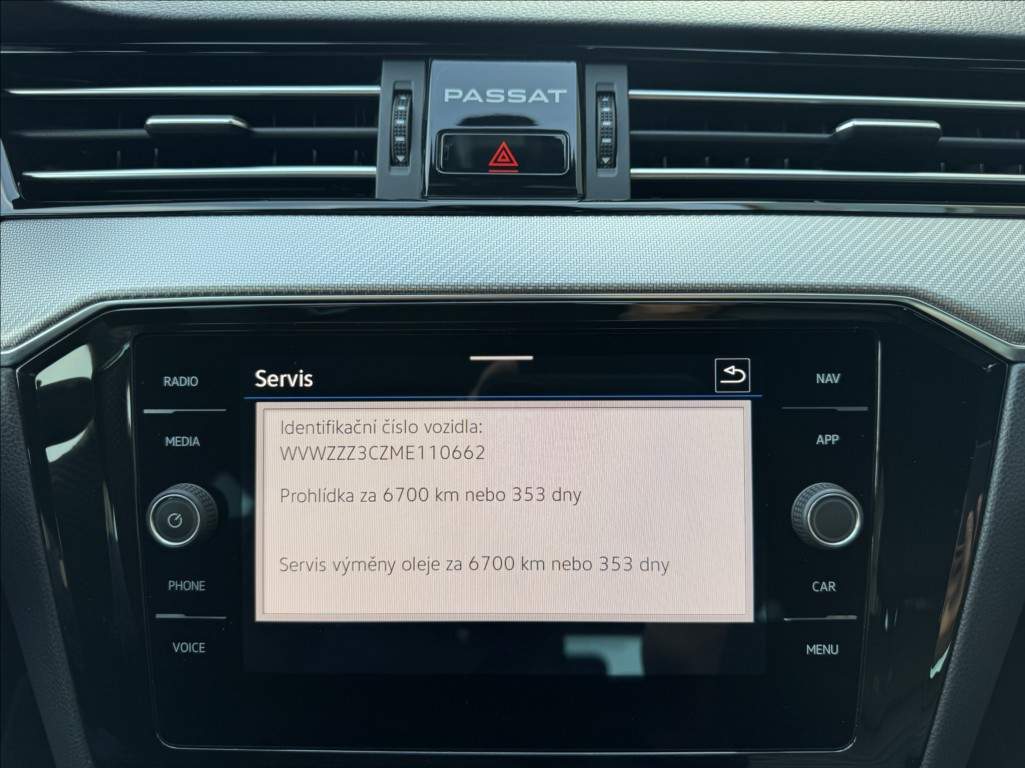 PASSAT
RADIO
MEDIA
PHONE
VOICE
Servis
Identifikační číslo vozidla:
WVWZZZ3CZME110662
Prohlídka za 6700 km nebo 353 dny
Servis výměny oleje za 6700 km nebo 353 dny
NAV
APP
CAR
MENU